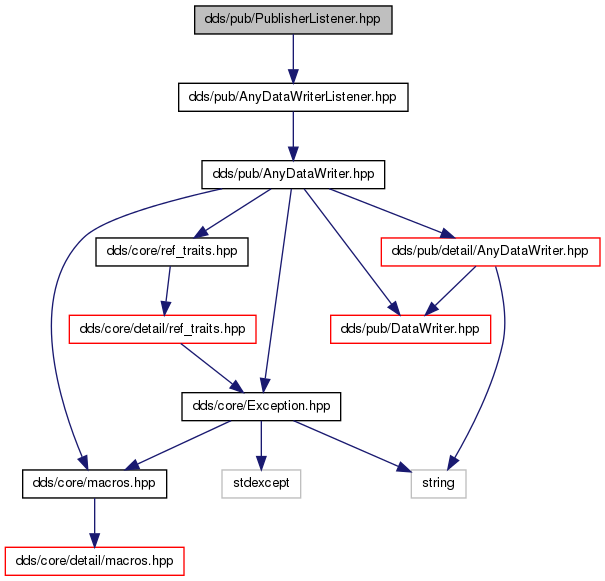 dds/pub/PublisherListener.hpp
dds/pub/AnyDataWriterListener.hpp
dds/pub/AnyDataWriter.hpp
dds/core/ref_traits.hpp
dds/pub/detail/AnyDataWriter.hpp
dds/core/detail/ref_traits.hpp
dds/pub/DataWriter.hpp
dds/core/Exception.hpp
dds/core/macros.hpp
stdexcept
string
dds/core/detail/macros.hpp